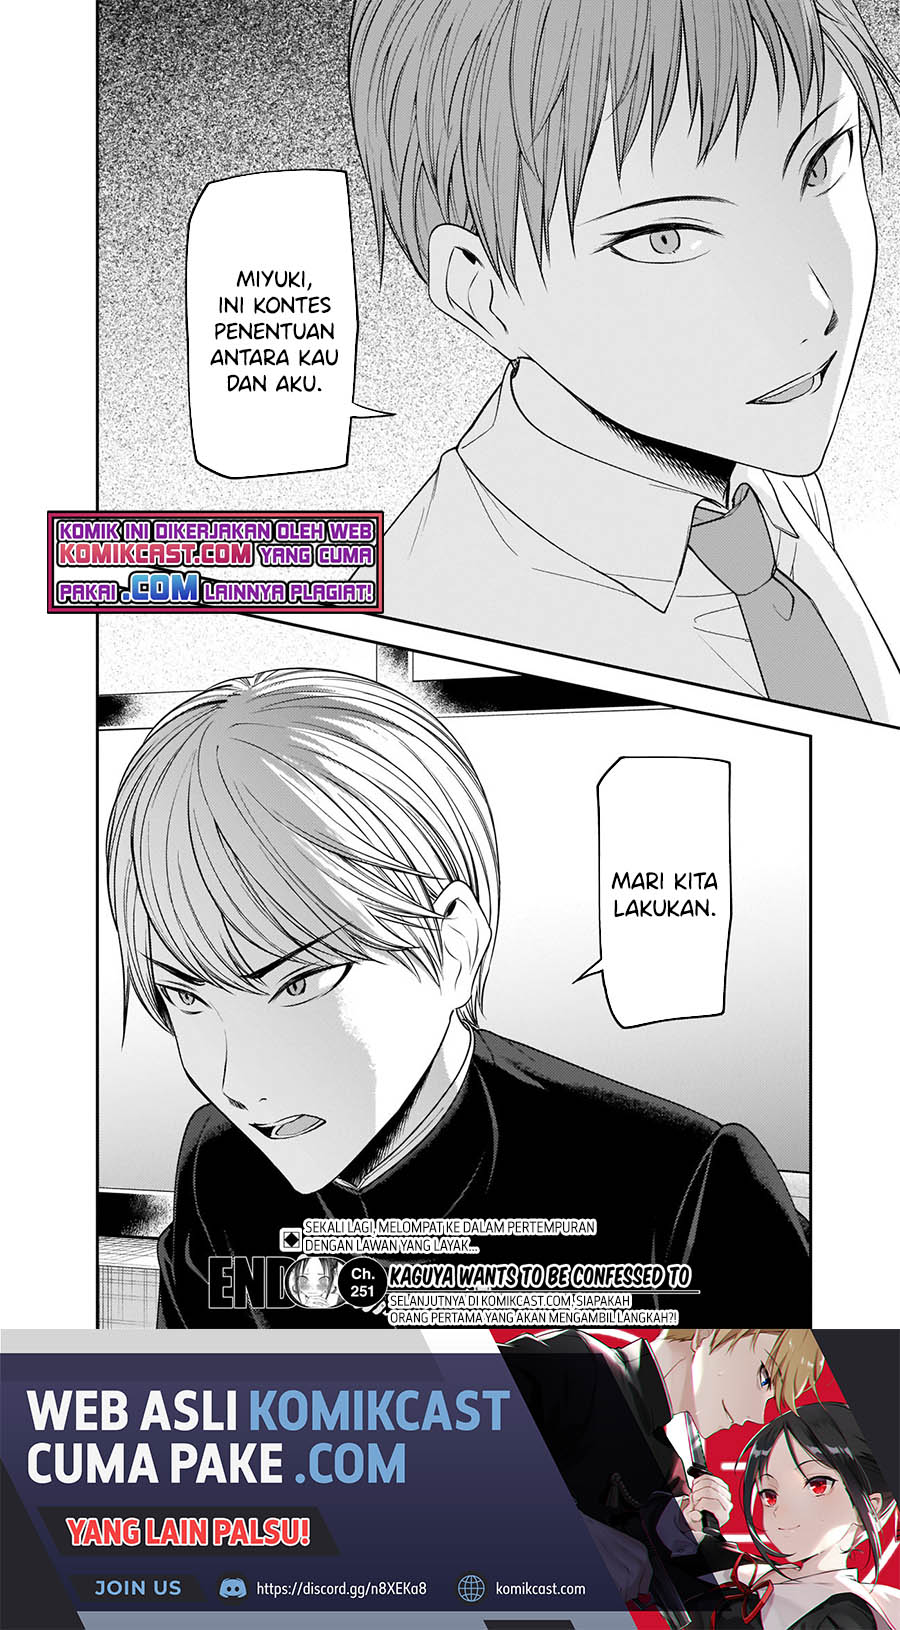 MIYUKI,
INI KONTES
PENENTUAN
ANTARA KAU
DAN AKU.
KOMIK INI DIKERJAKAN OLEH WEB
KOMIKCAST.COM YANG CUMA
PAKAI .COM LAINNYA PLAGIAT!
MARI KITA
LAKUKAN.
SEKALI LAGI, MELOMPAT KE DALAM PERTEMPURAN
DENGAN LAWAN YANG LAYAK...
END
Ch.
251
KAGUYA WANTS TO BE CONFESSED TO
SELANJUTNYA DI KOMIKCAST.COM, SIAPAKAH
ORANG PERTAMA YANG AKAN MENGAMBIL LANGKAH?!
WEB ASLI KOMIKCAST
CUMA PAKE .COM
YANG LAIN PALSU!
JOIN US
https://discord.gg/n8XEKa8
komikcast.com